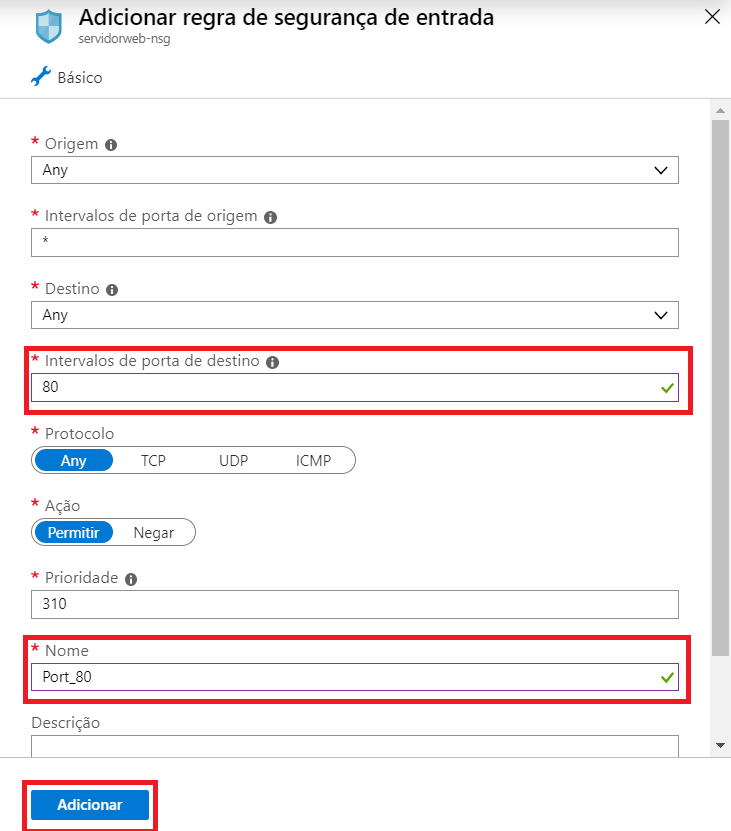 Adicionar regra de segurança de entrada
servidorweb-nsg
Básico
* Origem
Any
* Intervalos de porta de origem
*
* Destino
Any
* Intervalos de porta de destino
80
* Protocolo
Any TCP UDP ICMP
* Ação
Permitir Negar
* Prioridade
310
* Nome
Port_80
Descrição
Adicionar